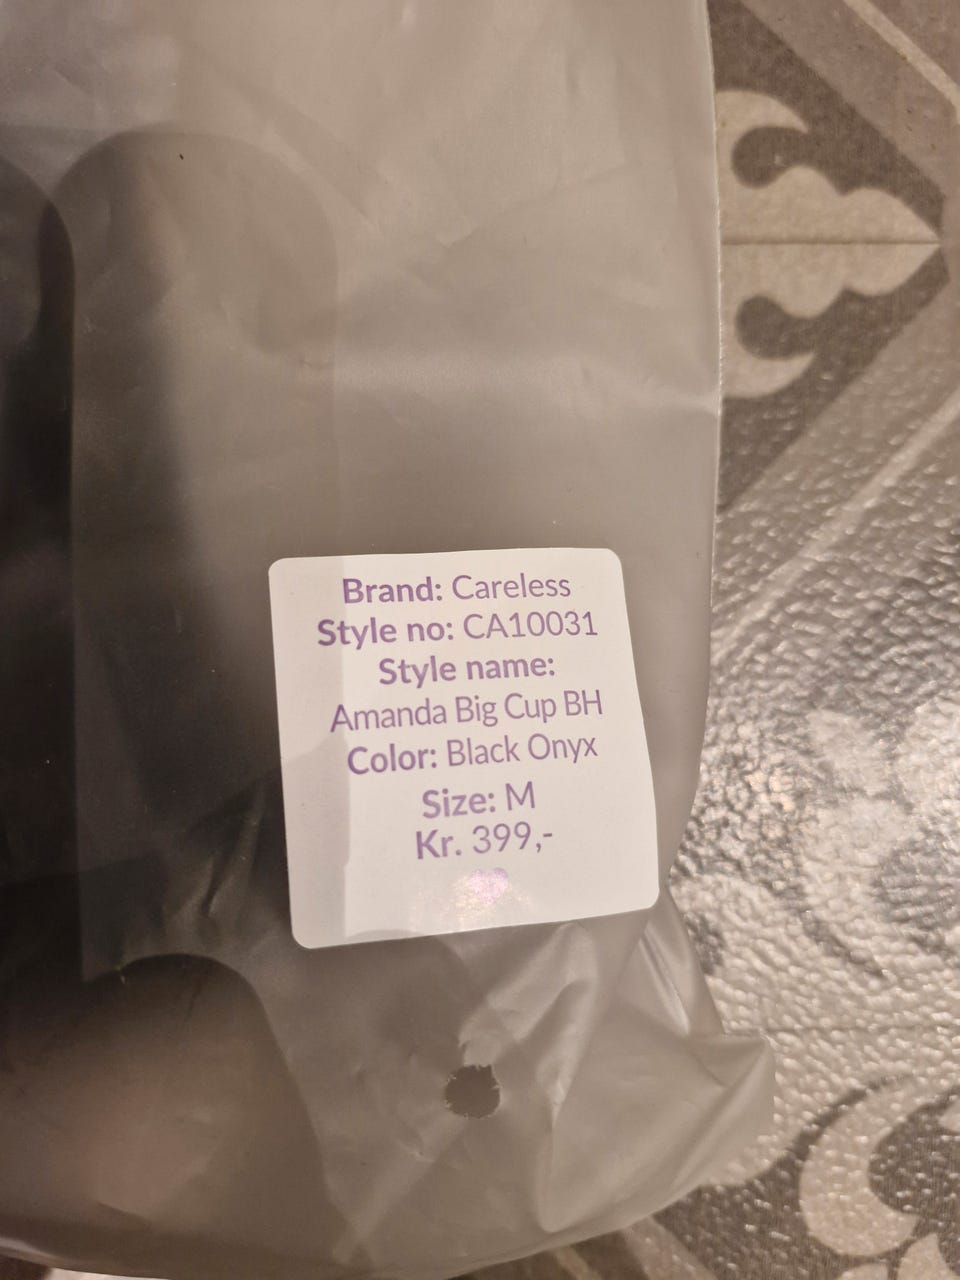 Brand: Careless
Style no: CA10031
Style name:
Amanda Big Cup BH
Color: Black Onyx
Size: M
Kr. 399,-